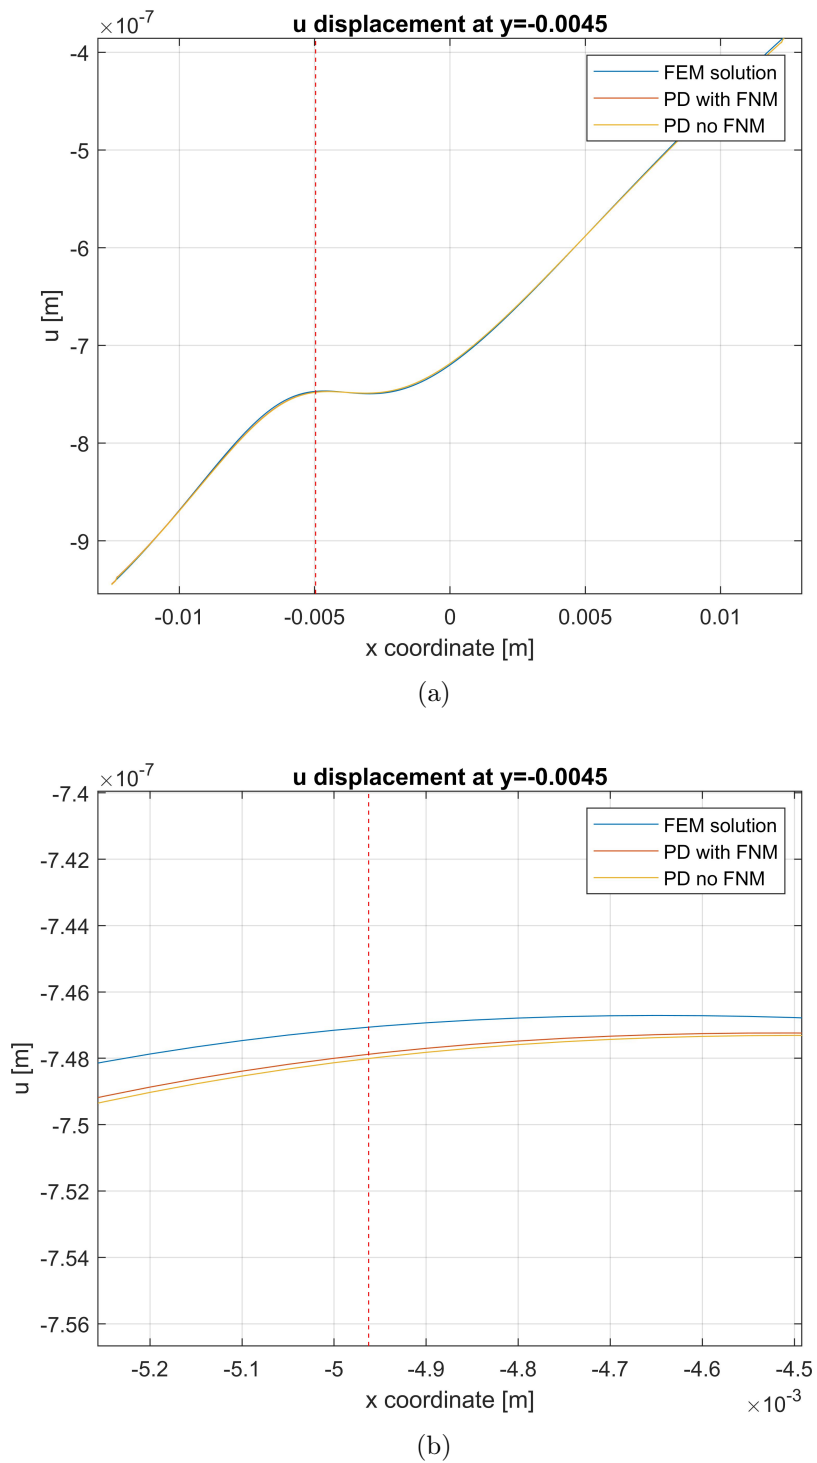 ×10⁻⁷
u displacement at y=-0.0045
FEM solution
PD with FNM
PD no FNM
-4
-5
-6
-7
-8
-9
u [m]
-0.01 -0.005 0 0.005 0.01
x coordinate [m]
(a)
×10⁻⁷
u displacement at y=-0.0045
FEM solution
PD with FNM
PD no FNM
-7.4
-7.42
-7.44
-7.46
-7.48
-7.5
-7.52
-7.54
-7.56
u [m]
-5.2 -5.1 -5 -4.9 -4.8 -4.7 -4.6 -4.5
x coordinate [m]
×10⁻³
(b)